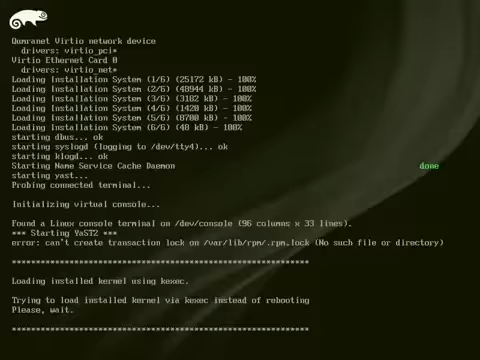 Qumranet Virtio network device
drivers: virtio_pci*
Virtio Ethernet Card 0
drivers: virtio_net*
Loading Installation System (1/6) (25172 kB) - 100%
Loading Installation System (2/6) (48944 kB) - 100%
Loading Installation System (3/6) (3182 kB) - 100%
Loading Installation System (4/6) (1420 kB) - 100%
Loading Installation System (5/6) (8700 kB) - 100%
Loading Installation System (6/6) (48 kB) - 100%
starting dbus... ok
starting syslogd (logging to /dev/tty4)... ok
starting klogd... ok
Starting Name Service Cache Daemon done
starting yast...
Probing connected terminal...
Initializing virtual console...
Found a Linux console terminal on /dev/console (96 columns x 33 lines).
*** Starting YaST2 ***
error: can't create transaction lock on /var/lib/rpm/.rpm.lock (No such file or directory)
**************************************************************
Loading installed kernel using kexec.
Trying to load installed kernel via kexec instead of rebooting
Please, wait.
**************************************************************